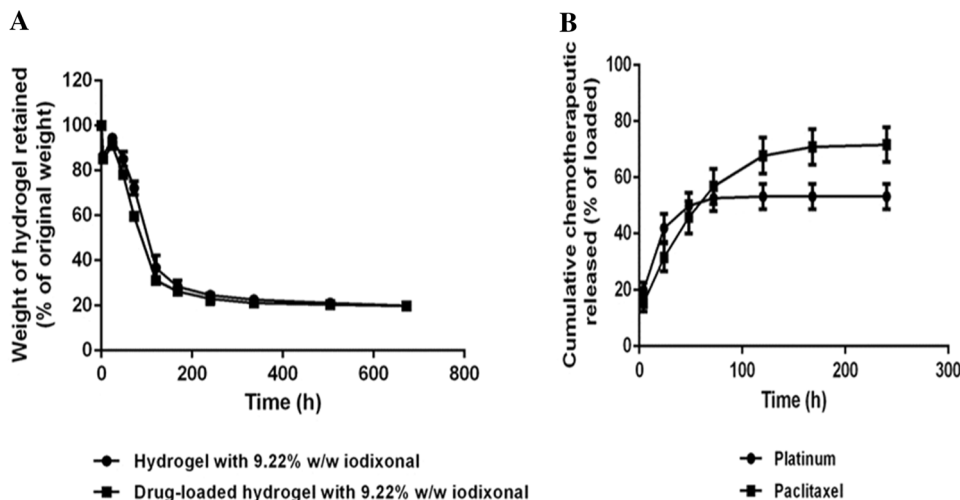 A
Weight of hydrogel retained
(% of original weight)
120
100
80
60
40
20
0
0 200 400 600 800
Time (h)
Hydrogel with 9.22% w/w iodixonal
Drug-loaded hydrogel with 9.22% w/w iodixonal
B
Cumulative chemotherapeutic
released (% of loaded)
100
80
60
40
20
0
0 100 200 300
Time (h)
Platinum
Paclitaxel